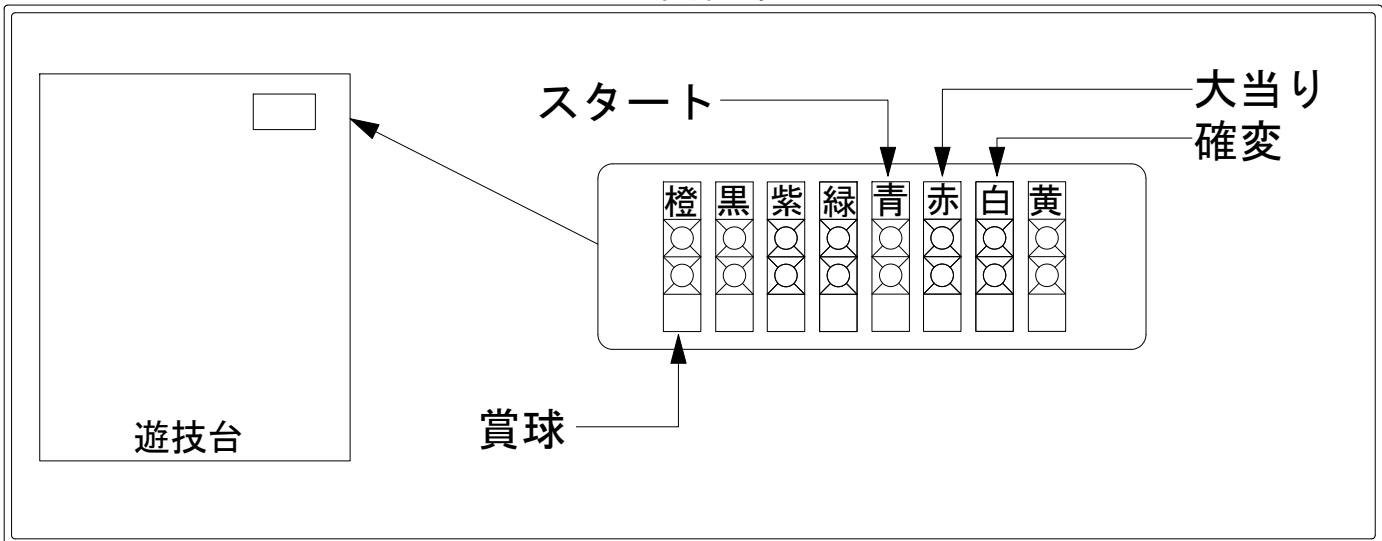 スタート
大当り
確変
橙 黒 紫 緑 青 赤 白 黄
賞球
遊技台